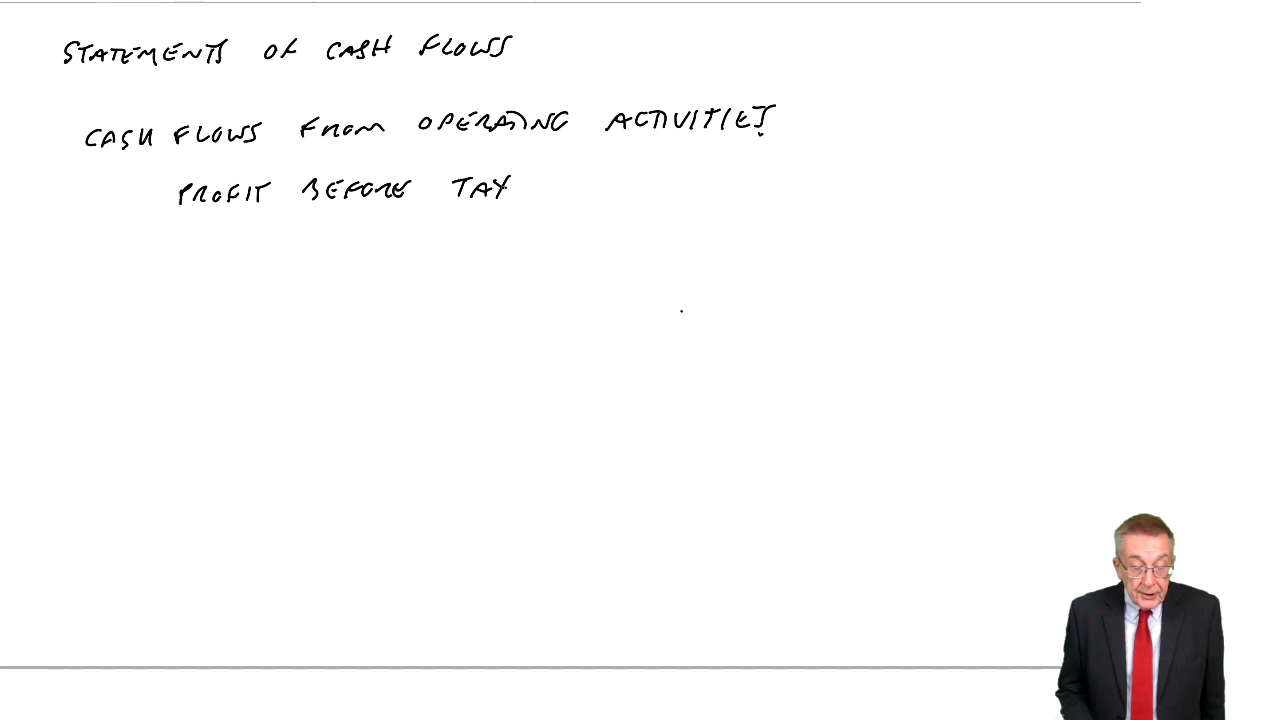 STATEMENTS OF CASH FLOWS
CASH FLOWS FROM OPERATING ACTIVITIES
PROFIT BEFORE TAX